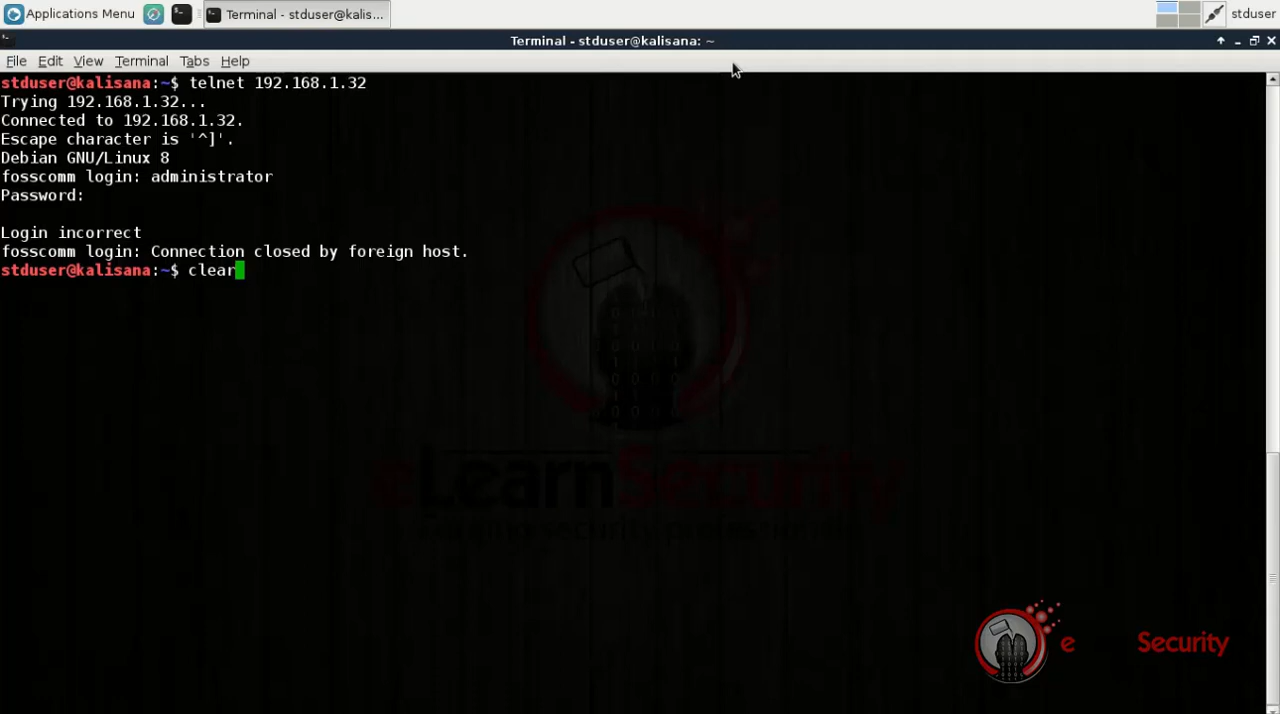 Applications Menu
Terminal - stduser@kalis...
stduser
Terminal - stduser@kalisana: ~
File Edit View Terminal Tabs Help
stduser@kalisana:~$ telnet 192.168.1.32
Trying 192.168.1.32...
Connected to 192.168.1.32.
Escape character is '^]'.
Debian GNU/Linux 8
fosscomm login: administrator
Password:
Login incorrect
fosscomm login: Connection closed by foreign host.
stduser@kalisana:~$ clear
eLearnSecurity
e Security